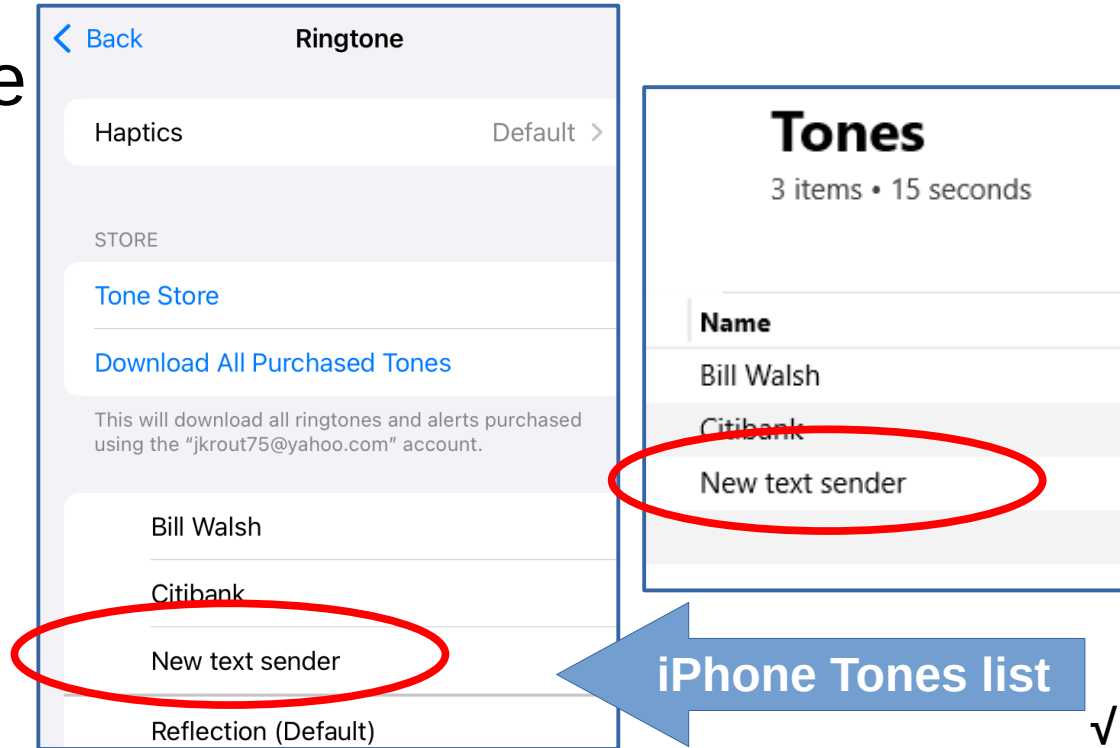 e
Back
Ringtone
Haptics
Default
STORE
Tone Store
Download All Purchased Tones
This will download all ringtones and alerts purchased
using the “jkrout75@yahoo.com” account.
Bill Walsh
Citibank
New text sender
Reflection (Default)
Tones
3 items • 15 seconds
Name
Bill Walsh
Citibank
New text sender
iPhone Tones list
√